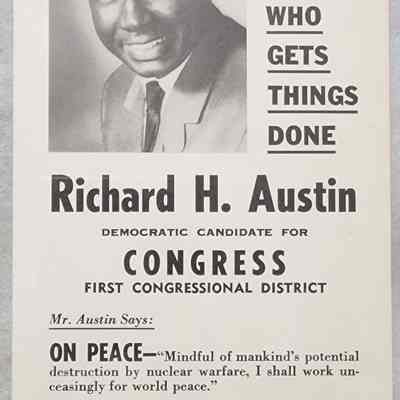 WHO
GETS
THINGS
DONE
Richard H. Austin
DEMOCRATIC CANDIDATE FOR
CONGRESS
FIRST CONGRESSIONAL DISTRICT
Mr. Austin Says:
ON PEACE—“Mindful of mankind's potential
destruction by nuclear warfare, I shall work un-
ceasingly for world peace.”